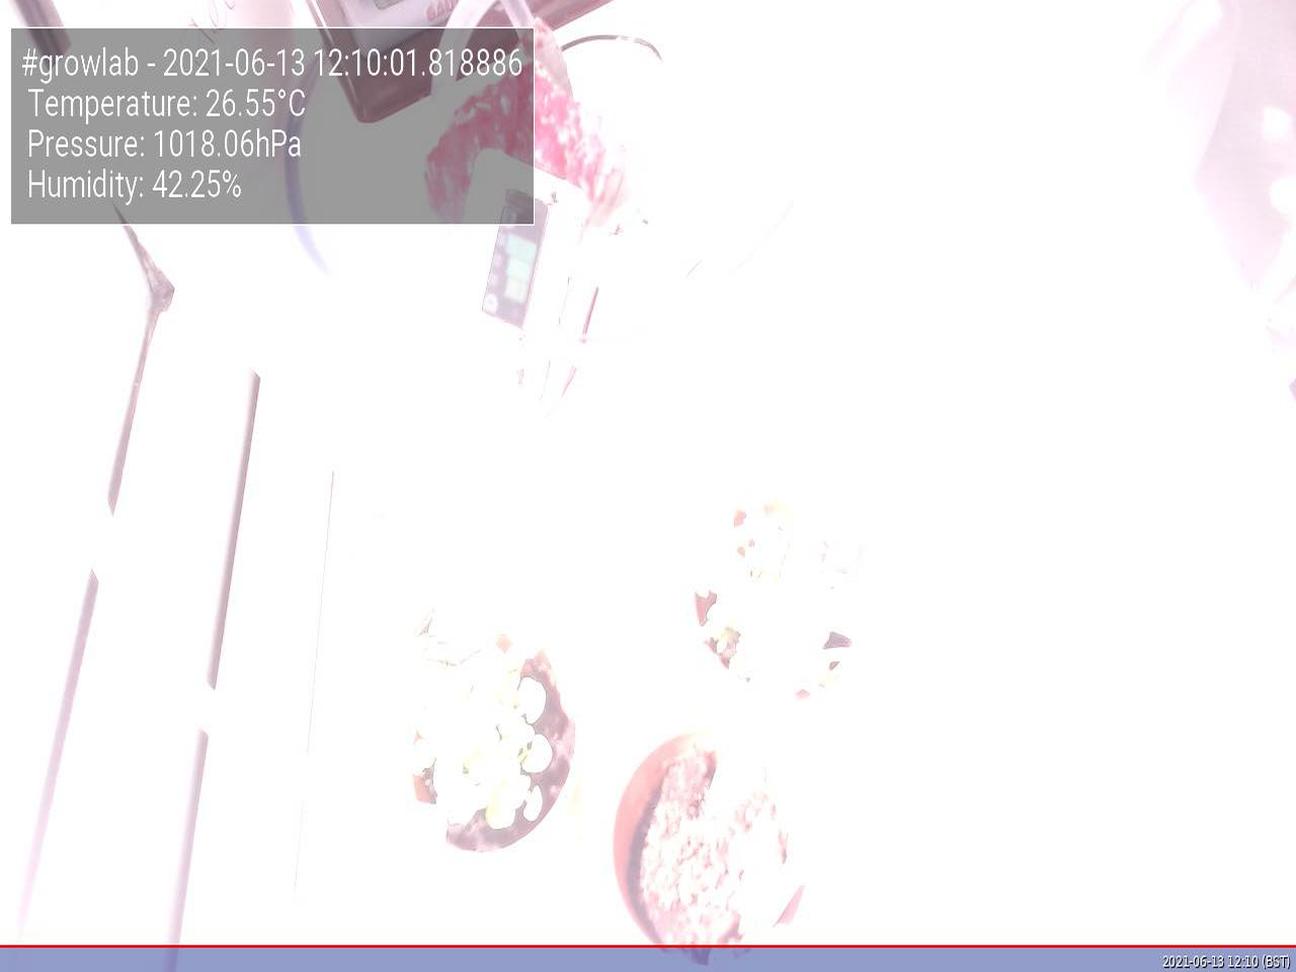 #growlab - 2021-06-13 12:10:01.818886
Temperature: 26.55°C
Pressure: 1018.06hPa
Humidity: 42.25%
2021-06-13 12:10 (BST)